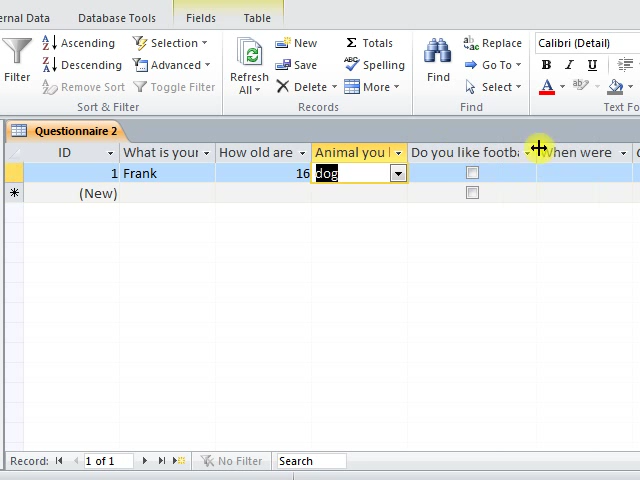 ernal Data Database Tools Fields Table
Filter
Ascending
Descending
Remove Sort
Selection
Advanced
Toggle Filter
Sort & Filter
Refresh
All
New
Save
Delete
Totals
Spelling
More
Records
Find
Replace
Go To
Select
Find
Calibri (Detail)
B I U
A ab
Text Fo
Questionnaire 2
ID What is your How old are Animal you l Do you like footba When were
1 Frank 16 dog
(New)
Record: 1 of 1 No Filter Search